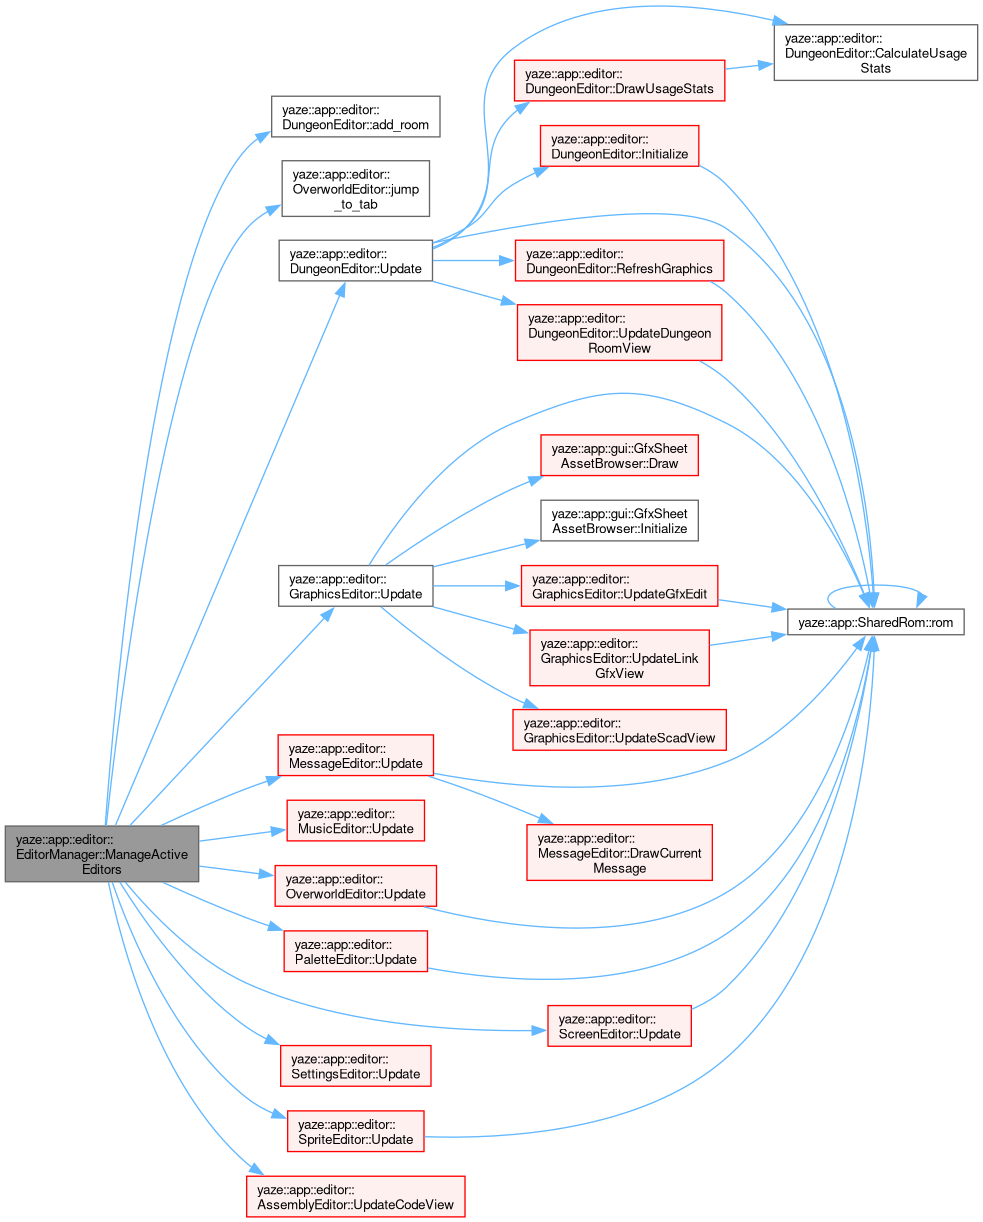 yaze::app::editor::
DungeonEditor::CalculateUsage
Stats
yaze::app::editor::
DungeonEditor::DrawUsageStats
yaze::app::editor::
DungeonEditor::add_room
yaze::app::editor::
DungeonEditor::Initialize
yaze::app::editor::
OverworldEditor::jump
_to_tab
yaze::app::editor::
DungeonEditor::Update
yaze::app::editor::
DungeonEditor::RefreshGraphics
yaze::app::editor::
DungeonEditor::UpdateDungeon
RoomView
yaze::app::gui::GfxSheet
AssetBrowser::Draw
yaze::app::gui::GfxSheet
AssetBrowser::Initialize
yaze::app::editor::
GraphicsEditor::Update
yaze::app::editor::
GraphicsEditor::UpdateGfxEdit
yaze::app::SharedRom::rom
yaze::app::editor::
GraphicsEditor::UpdateLink
GfxView
yaze::app::editor::
GraphicsEditor::UpdateScadView
yaze::app::editor::
MessageEditor::Update
yaze::app::editor::
MusicEditor::Update
yaze::app::editor::
EditorManager::ManageActive
Editors
yaze::app::editor::
MessageEditor::DrawCurrent
Message
yaze::app::editor::
OverworldEditor::Update
yaze::app::editor::
PaletteEditor::Update
yaze::app::editor::
ScreenEditor::Update
yaze::app::editor::
SettingsEditor::Update
yaze::app::editor::
SpriteEditor::Update
yaze::app::editor::
AssemblyEditor::UpdateCodeView